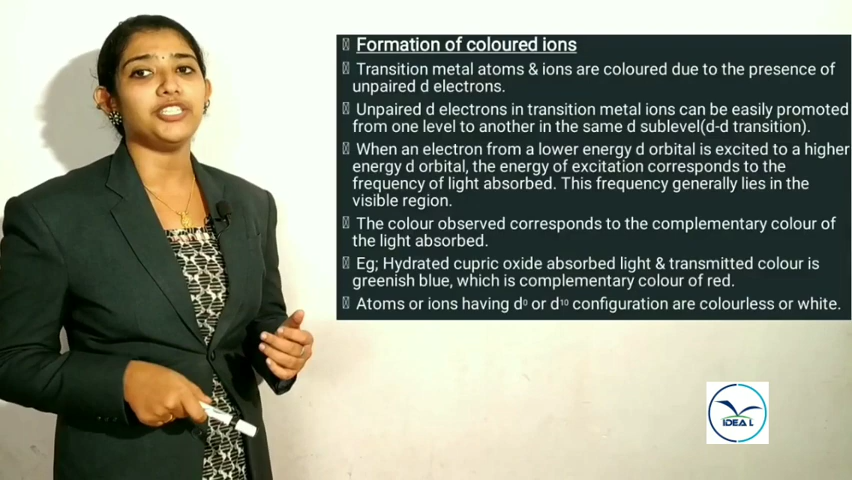 Formation of coloured ions
Transition metal atoms & ions are coloured due to the presence of
unpaired d electrons.
Unpaired d electrons in transition metal ions can be easily promoted
from one level to another in the same d sublevel(d-d transition).
When an electron from a lower energy d orbital is excited to a higher
energy d orbital, the energy of excitation corresponds to the
frequency of light absorbed. This frequency generally lies in the
visible region.
The colour observed corresponds to the complementary colour of
the light absorbed.
Eg; Hydrated cupric oxide absorbed light & transmitted colour is
greenish blue, which is complementary colour of red.
Atoms or ions having d⁰ or d¹⁰ configuration are colourless or white.
IDEA L